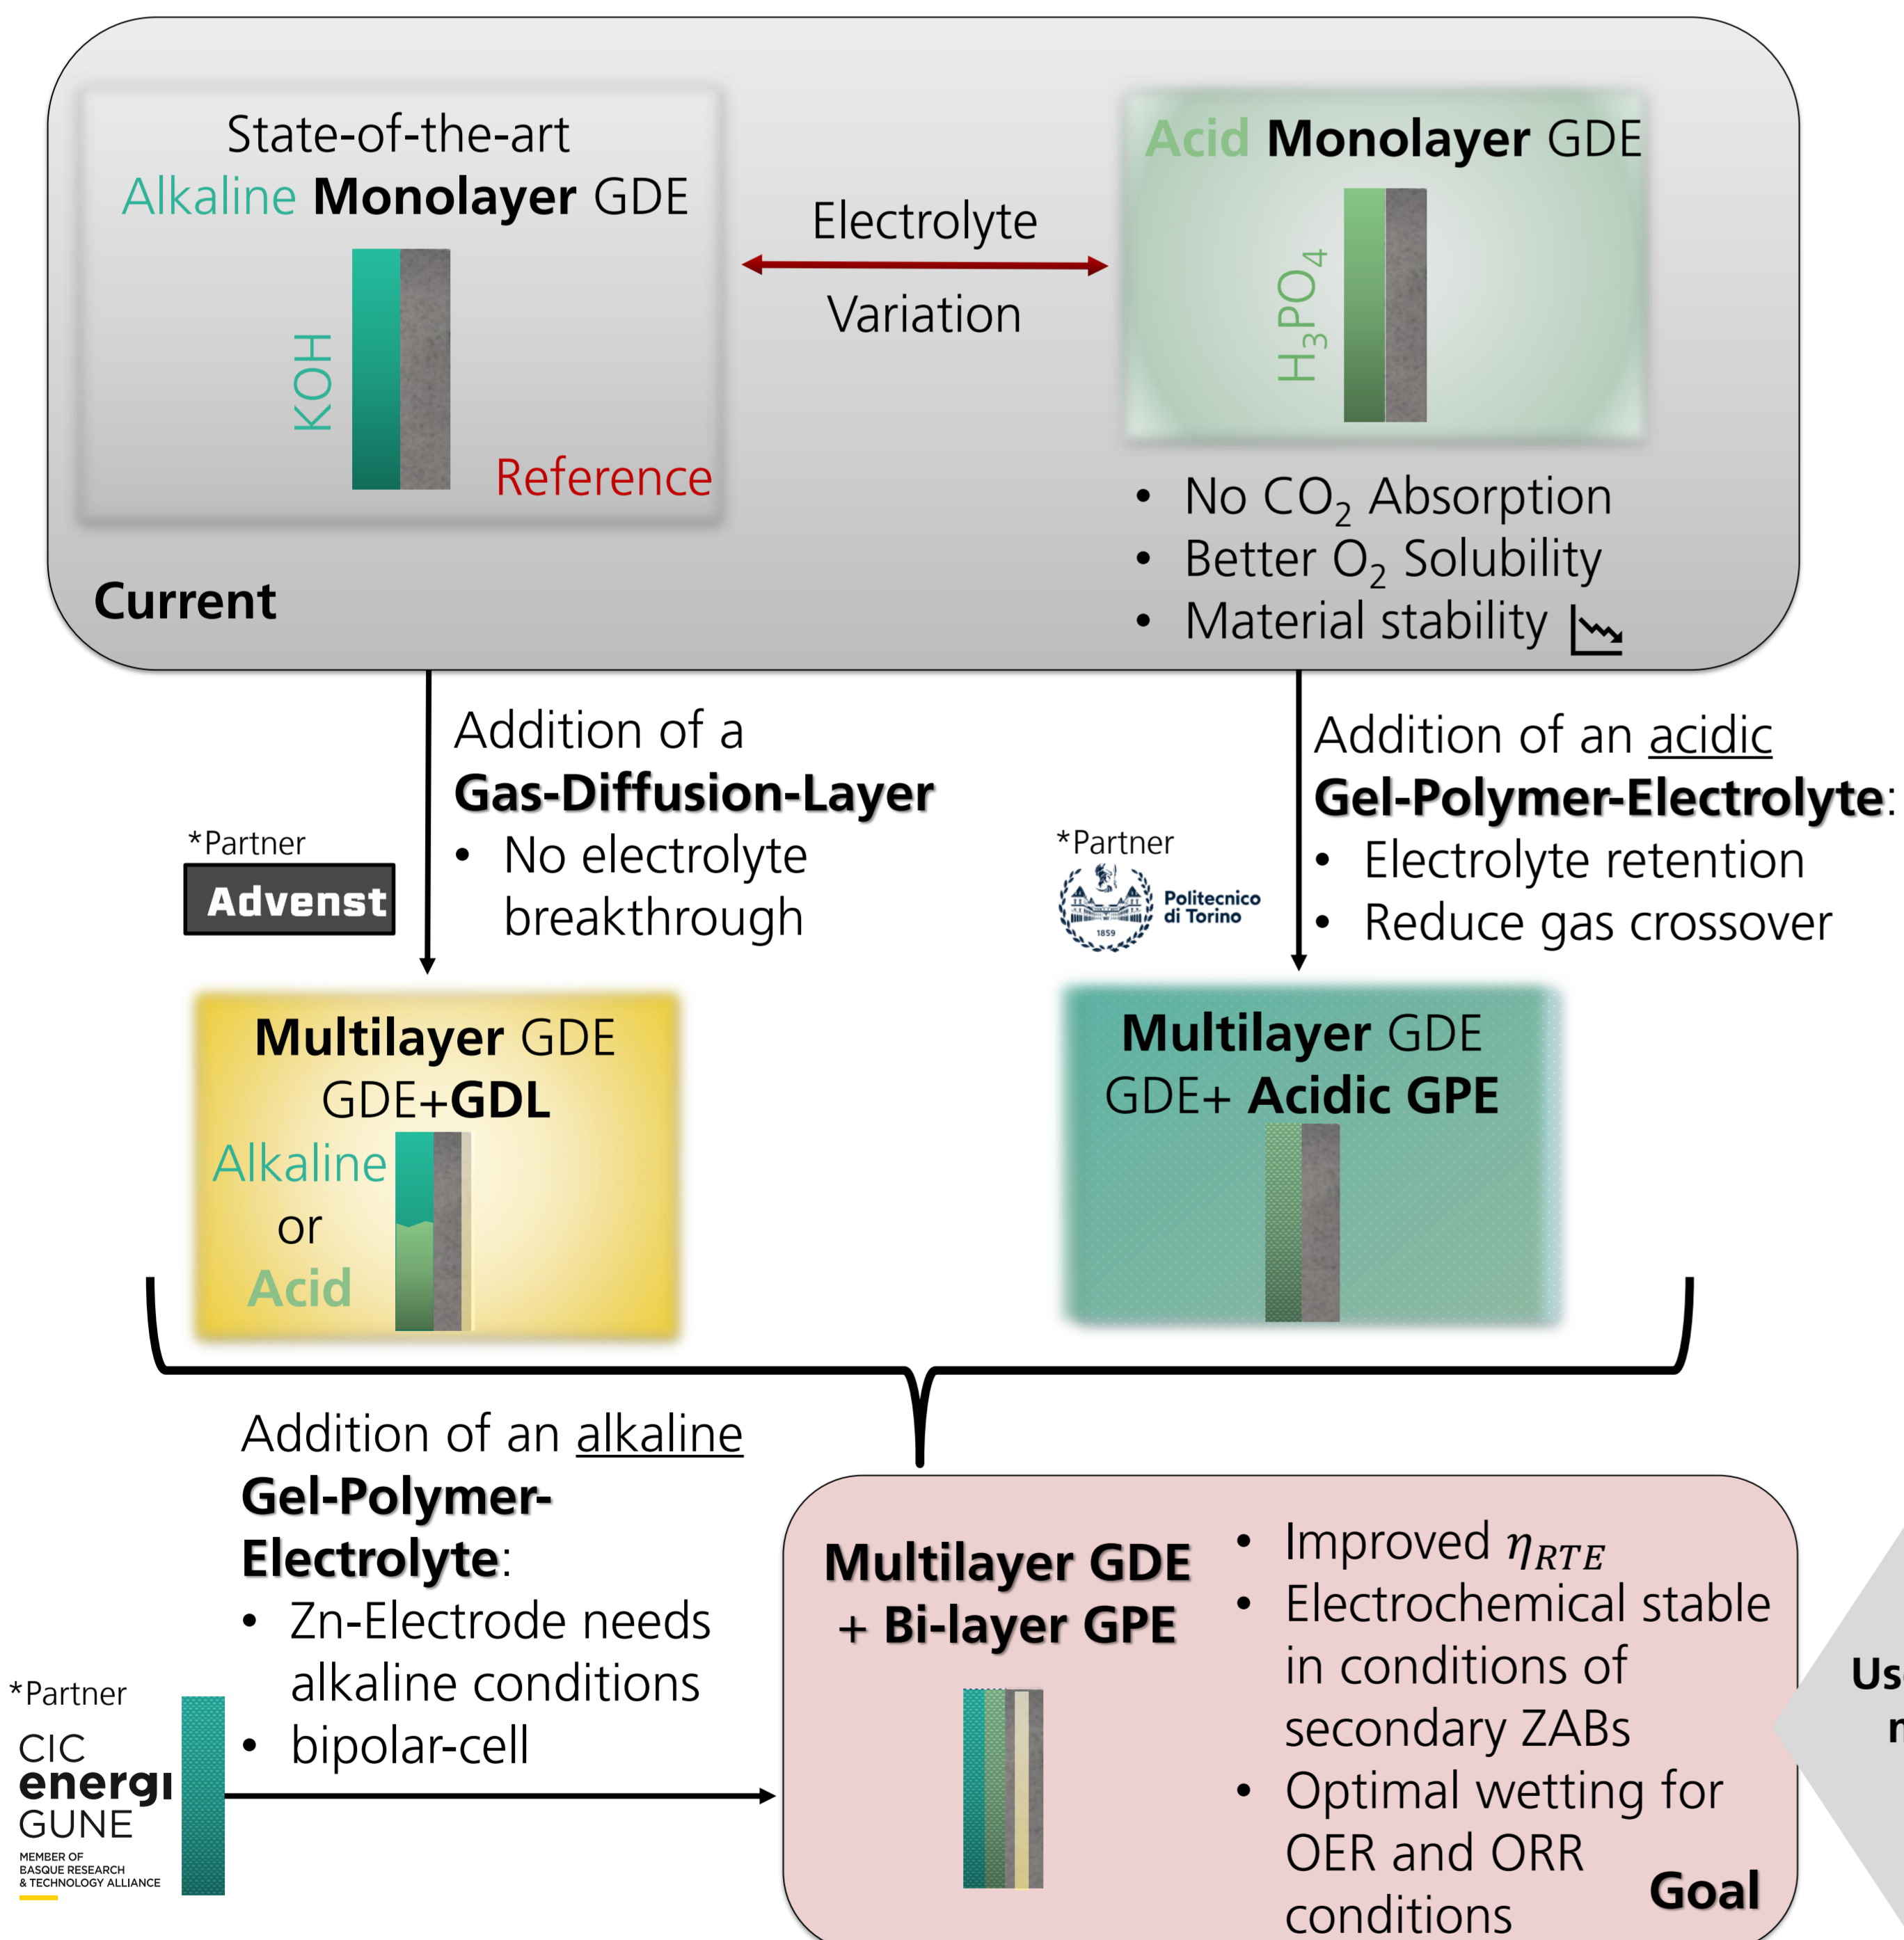 State-of-the-art
Alkaline Monolayer GDE
KOH
Reference
Electrolyte
Variation
Acid Monolayer GDE
H₃PO₄
• No CO₂ Absorption
• Better O₂ Solubility
• Material stability
Current
Addition of a
Gas-Diffusion-Layer
• No electrolyte
breakthrough
*Partner
Advenst
Addition of an acidic
Gel-Polymer-Electrolyte:
• Electrolyte retention
• Reduce gas crossover
*Partner
Politecnico
di Torino
1859
Multilayer GDE
GDE+GDL
Alkaline
or
Acid
Multilayer GDE
GDE+ Acidic GPE
Addition of an alkaline
Gel-Polymer-
Electrolyte:
• Zn-Electrode needs
alkaline conditions
• bipolar-cell
*Partner
CIC
energi
GUNE
MEMBER OF
BASQUE RESEARCH
& TECHNOLOGY ALLIANCE
Multilayer GDE
+ Bi-layer GPE
• Improved η_RTE
• Electrochemical stable
in conditions of
secondary ZABs
• Optimal wetting for
OER and ORR
conditions
Goal